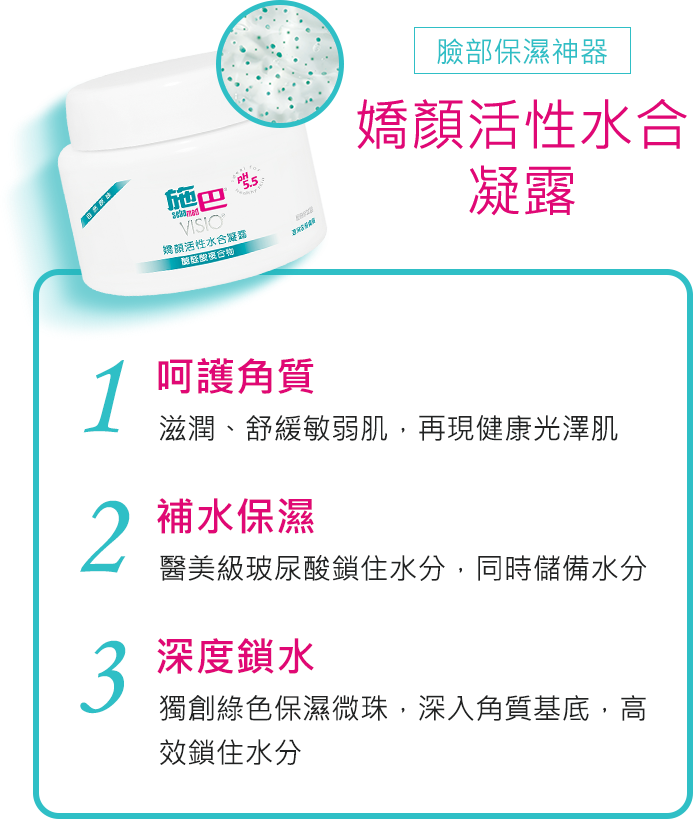 臉部保濕神器
嬌顏活性水合
凝露
施巴
sebamed
pH
5.5
VISIO
嬌顏活性水合凝露
醣醛酸複合物
1
呵護角質
滋潤、舒緩敏弱肌，再現健康光澤肌
2
補水保濕
醫美級玻尿酸鎖住水分，同時儲備水分
3
深度鎖水
獨創綠色保濕微珠，深入角質基底，高
效鎖住水分